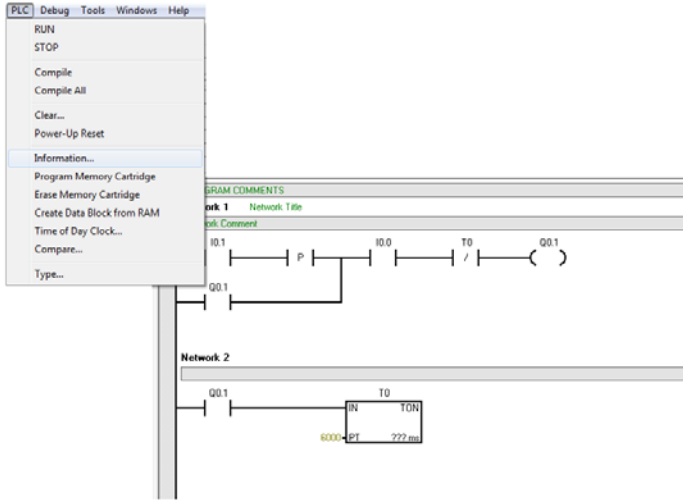 PLC Debug Tools Windows Help
RUN
STOP
Compile
Compile All
Clear...
Power-Up Reset
Information...
Program Memory Cartridge
Erase Memory Cartridge
Create Data Block from RAM
Time of Day Clock...
Compare...
Type...
GRAM COMMENTS
ork 1 Network Title
ork Comment
I0.1 I0.0 T0 Q0.1
P /
Q0.1
Network 2
Q0.1 T0
IN TON
6000 PT ??? ms